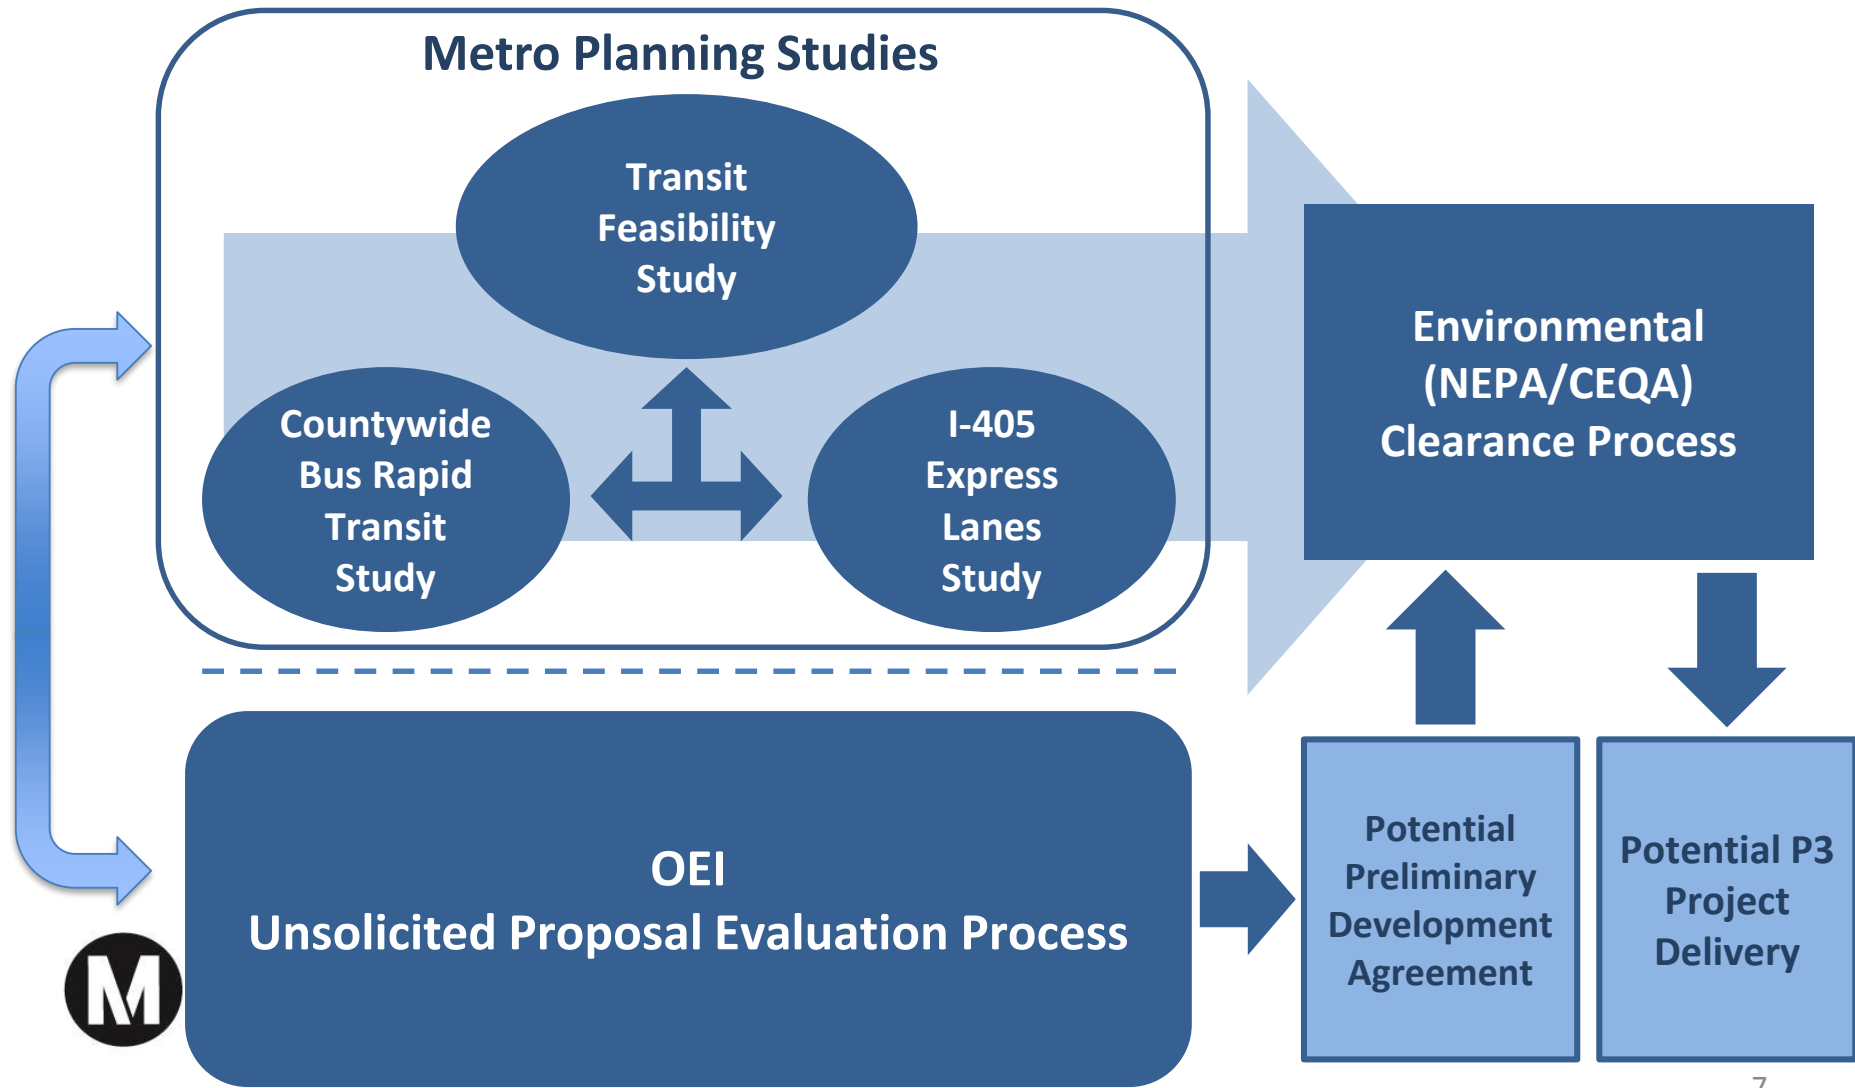 Metro Planning Studies
Transit
Feasibility
Study
Countywide
Bus Rapid
Transit
Study
I-405
Express
Lanes
Study
Environmental
(NEPA/CEQA)
Clearance Process
OEI
Unsolicited Proposal Evaluation Process
Potential
Preliminary
Development
Agreement
Potential P3
Project
Delivery
M
7